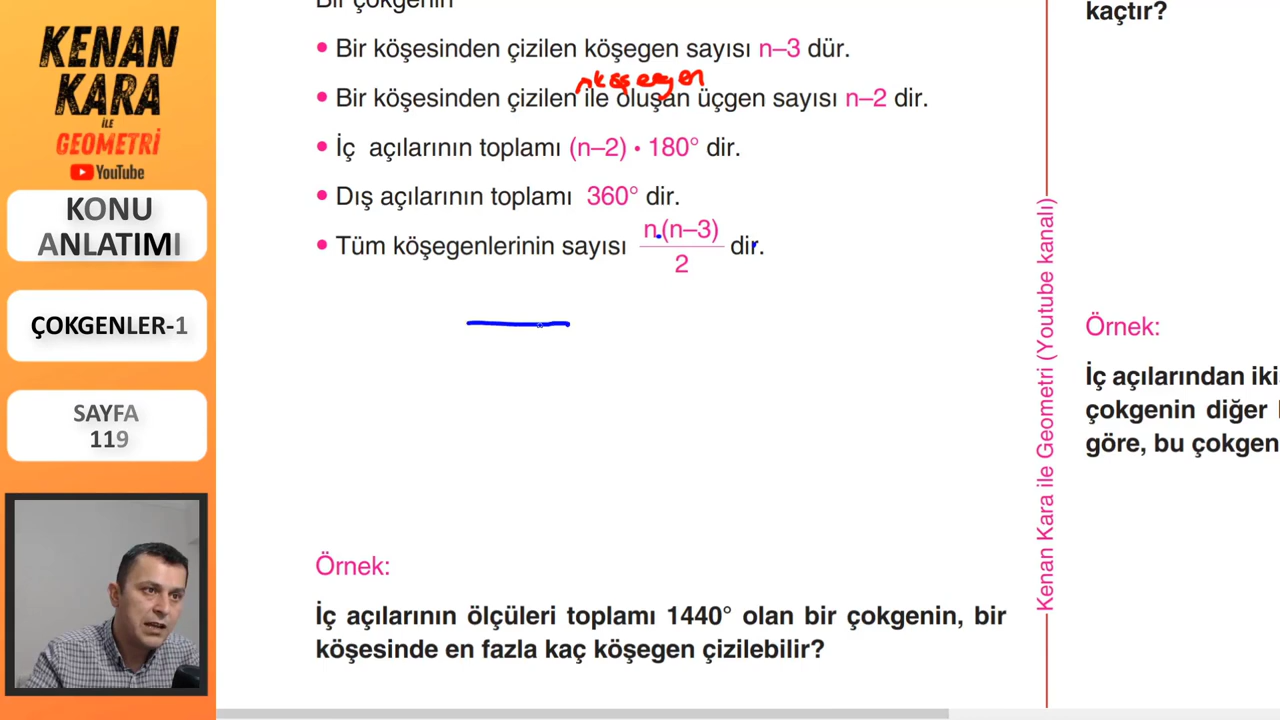 KENAN
KARA
İLE
GEOMETRİ
YouTube
KONU
ANLATIMI
ÇOKGENLER-1
SAYFA
119
Bir çokgenin
• Bir köşesinden çizilen köşegen sayısı n–3 dür.
köşegen
• Bir köşesinden çizilen ile oluşan üçgen sayısı n–2 dir.
• İç açılarının toplamı (n–2) • 180° dir.
• Dış açılarının toplamı 360° dir.
• Tüm köşegenlerinin sayısı n.(n–3)/2 dir.
Örnek:
İç açılarının ölçüleri toplamı 1440° olan bir çokgenin, bir
köşesinde en fazla kaç köşegen çizilebilir?
Kenan Kara ile Geometri (Youtube kanalı)
kaçtır?
Örnek:
İç açılarından iki
çokgenin diğer
göre, bu çokgen